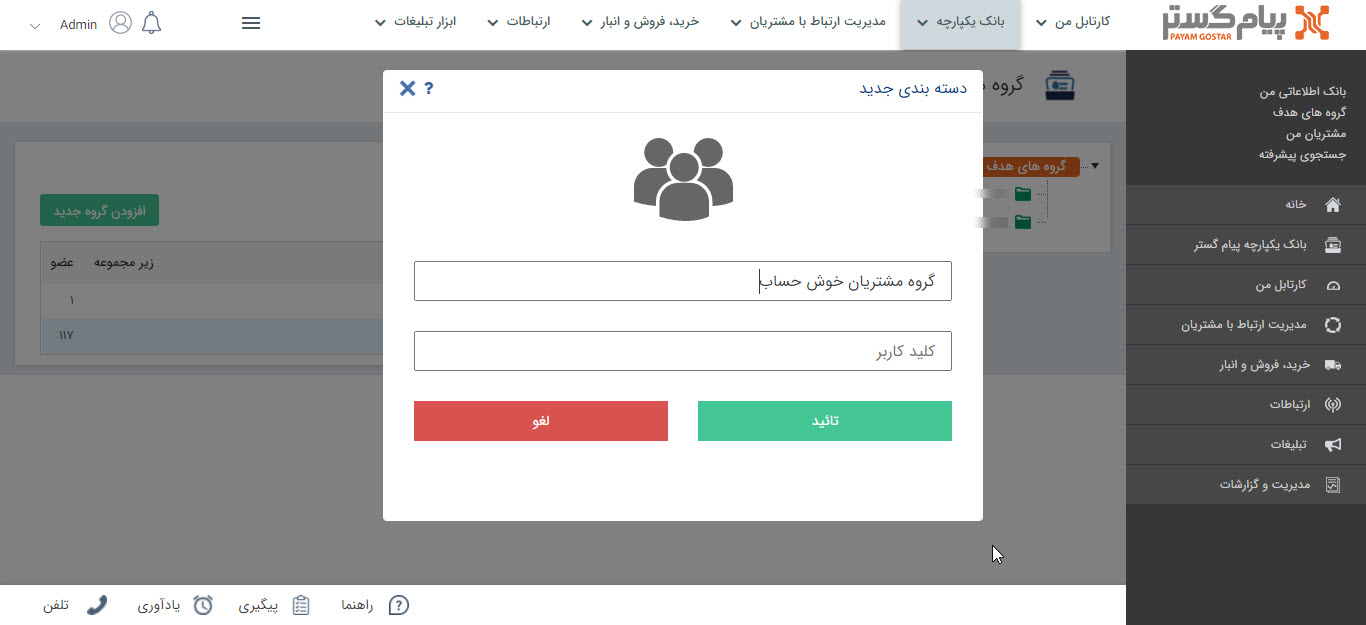 پیام گستر
PAYAM GOSTAR
کارتابل من
بانک یکپارچه
مدیریت ارتباط با مشتریان
خرید، فروش و انبار
ارتباطات
ابزار تبلیغات
Admin
بانک اطلاعاتی من
گروه های هدف
مشتریان من
جستجوی پیشرفته
خانه
بانک یکپارچه پیام گستر
کارتابل من
مدیریت ارتباط با مشتریان
خرید، فروش و انبار
ارتباطات
تبلیغات
مدیریت و گزارشات
گروه
گروه های هدف
دسته بندی جدید
?
گروه مشتریان خوش حساب
کلید کاربر
تائید
لغو
افزودن گروه جدید
زیر مجموعه
عضو
۱
۱۱۷
راهنما
پیگیری
یادآوری
تلفن